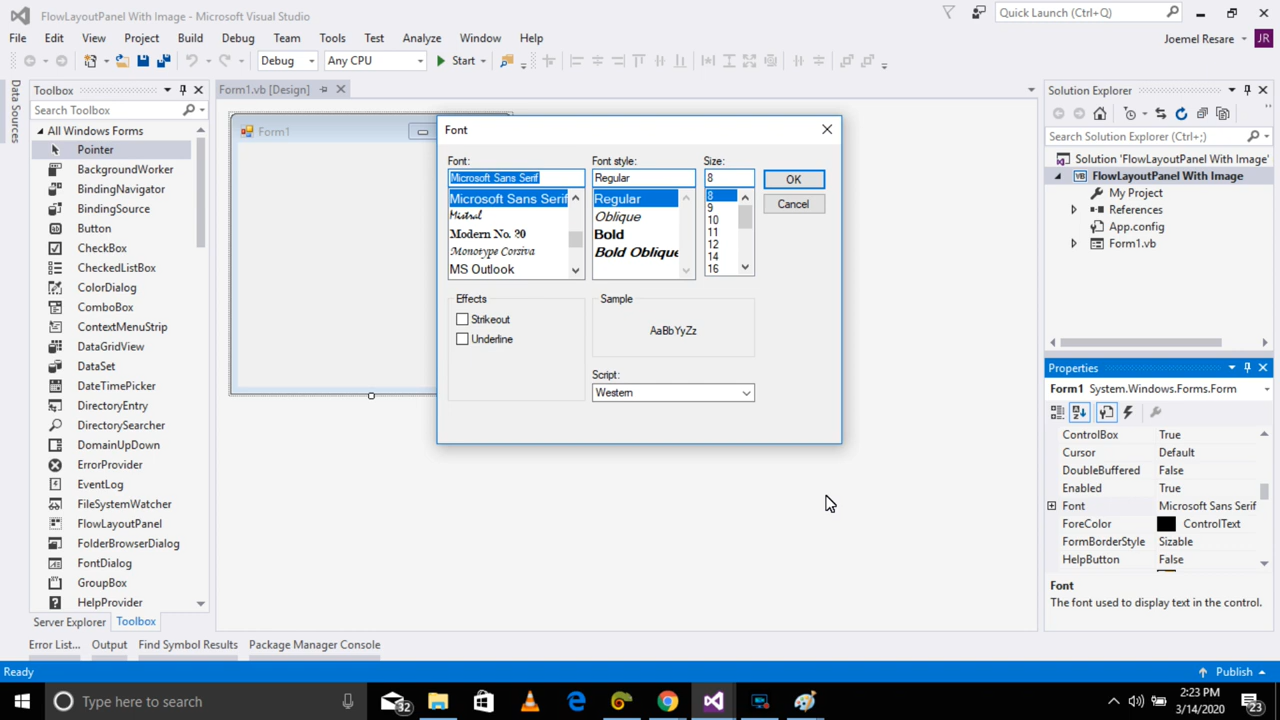 FlowLayoutPanel With Image - Microsoft Visual Studio
Quick Launch (Ctrl+Q)
File Edit View Project Build Debug Team Tools Test Analyze Window Help
Joemel Resare JR
Debug Any CPU Start
Data Sources
Toolbox
Search Toolbox
All Windows Forms
Pointer
BackgroundWorker
BindingNavigator
BindingSource
Button
CheckBox
CheckedListBox
ColorDialog
ComboBox
ContextMenuStrip
DataGridView
DataSet
DateTimePicker
DirectoryEntry
DirectorySearcher
DomainUpDown
ErrorProvider
EventLog
FileSystemWatcher
FlowLayoutPanel
FolderBrowserDialog
FontDialog
GroupBox
HelpProvider
Server Explorer Toolbox
Form1.vb [Design]
Form1
Font
Font: Font style: Size:
Microsoft Sans Serif Regular 8
Microsoft Sans Serif
Mistral
Modern No. 20
Monotype Corsiva
MS Outlook
Regular
Oblique
Bold
Bold Oblique
8
9
10
11
12
14
16
OK
Cancel
Effects
Strikeout
Underline
Sample
AaBbYyZz
Script:
Western
Solution Explorer
Search Solution Explorer (Ctrl+;)
Solution 'FlowLayoutPanel With Image'
VB FlowLayoutPanel With Image
My Project
References
App.config
Form1.vb
Properties
Form1 System.Windows.Forms.Form
ControlBox True
Cursor Default
DoubleBuffered False
Enabled True
Font Microsoft Sans Serif
ForeColor ControlText
FormBorderStyle Sizable
HelpButton False
Font
The font used to display text in the control.
Error List... Output Find Symbol Results Package Manager Console
Ready Publish
Type here to search
32
2:23 PM
3/14/2020
23